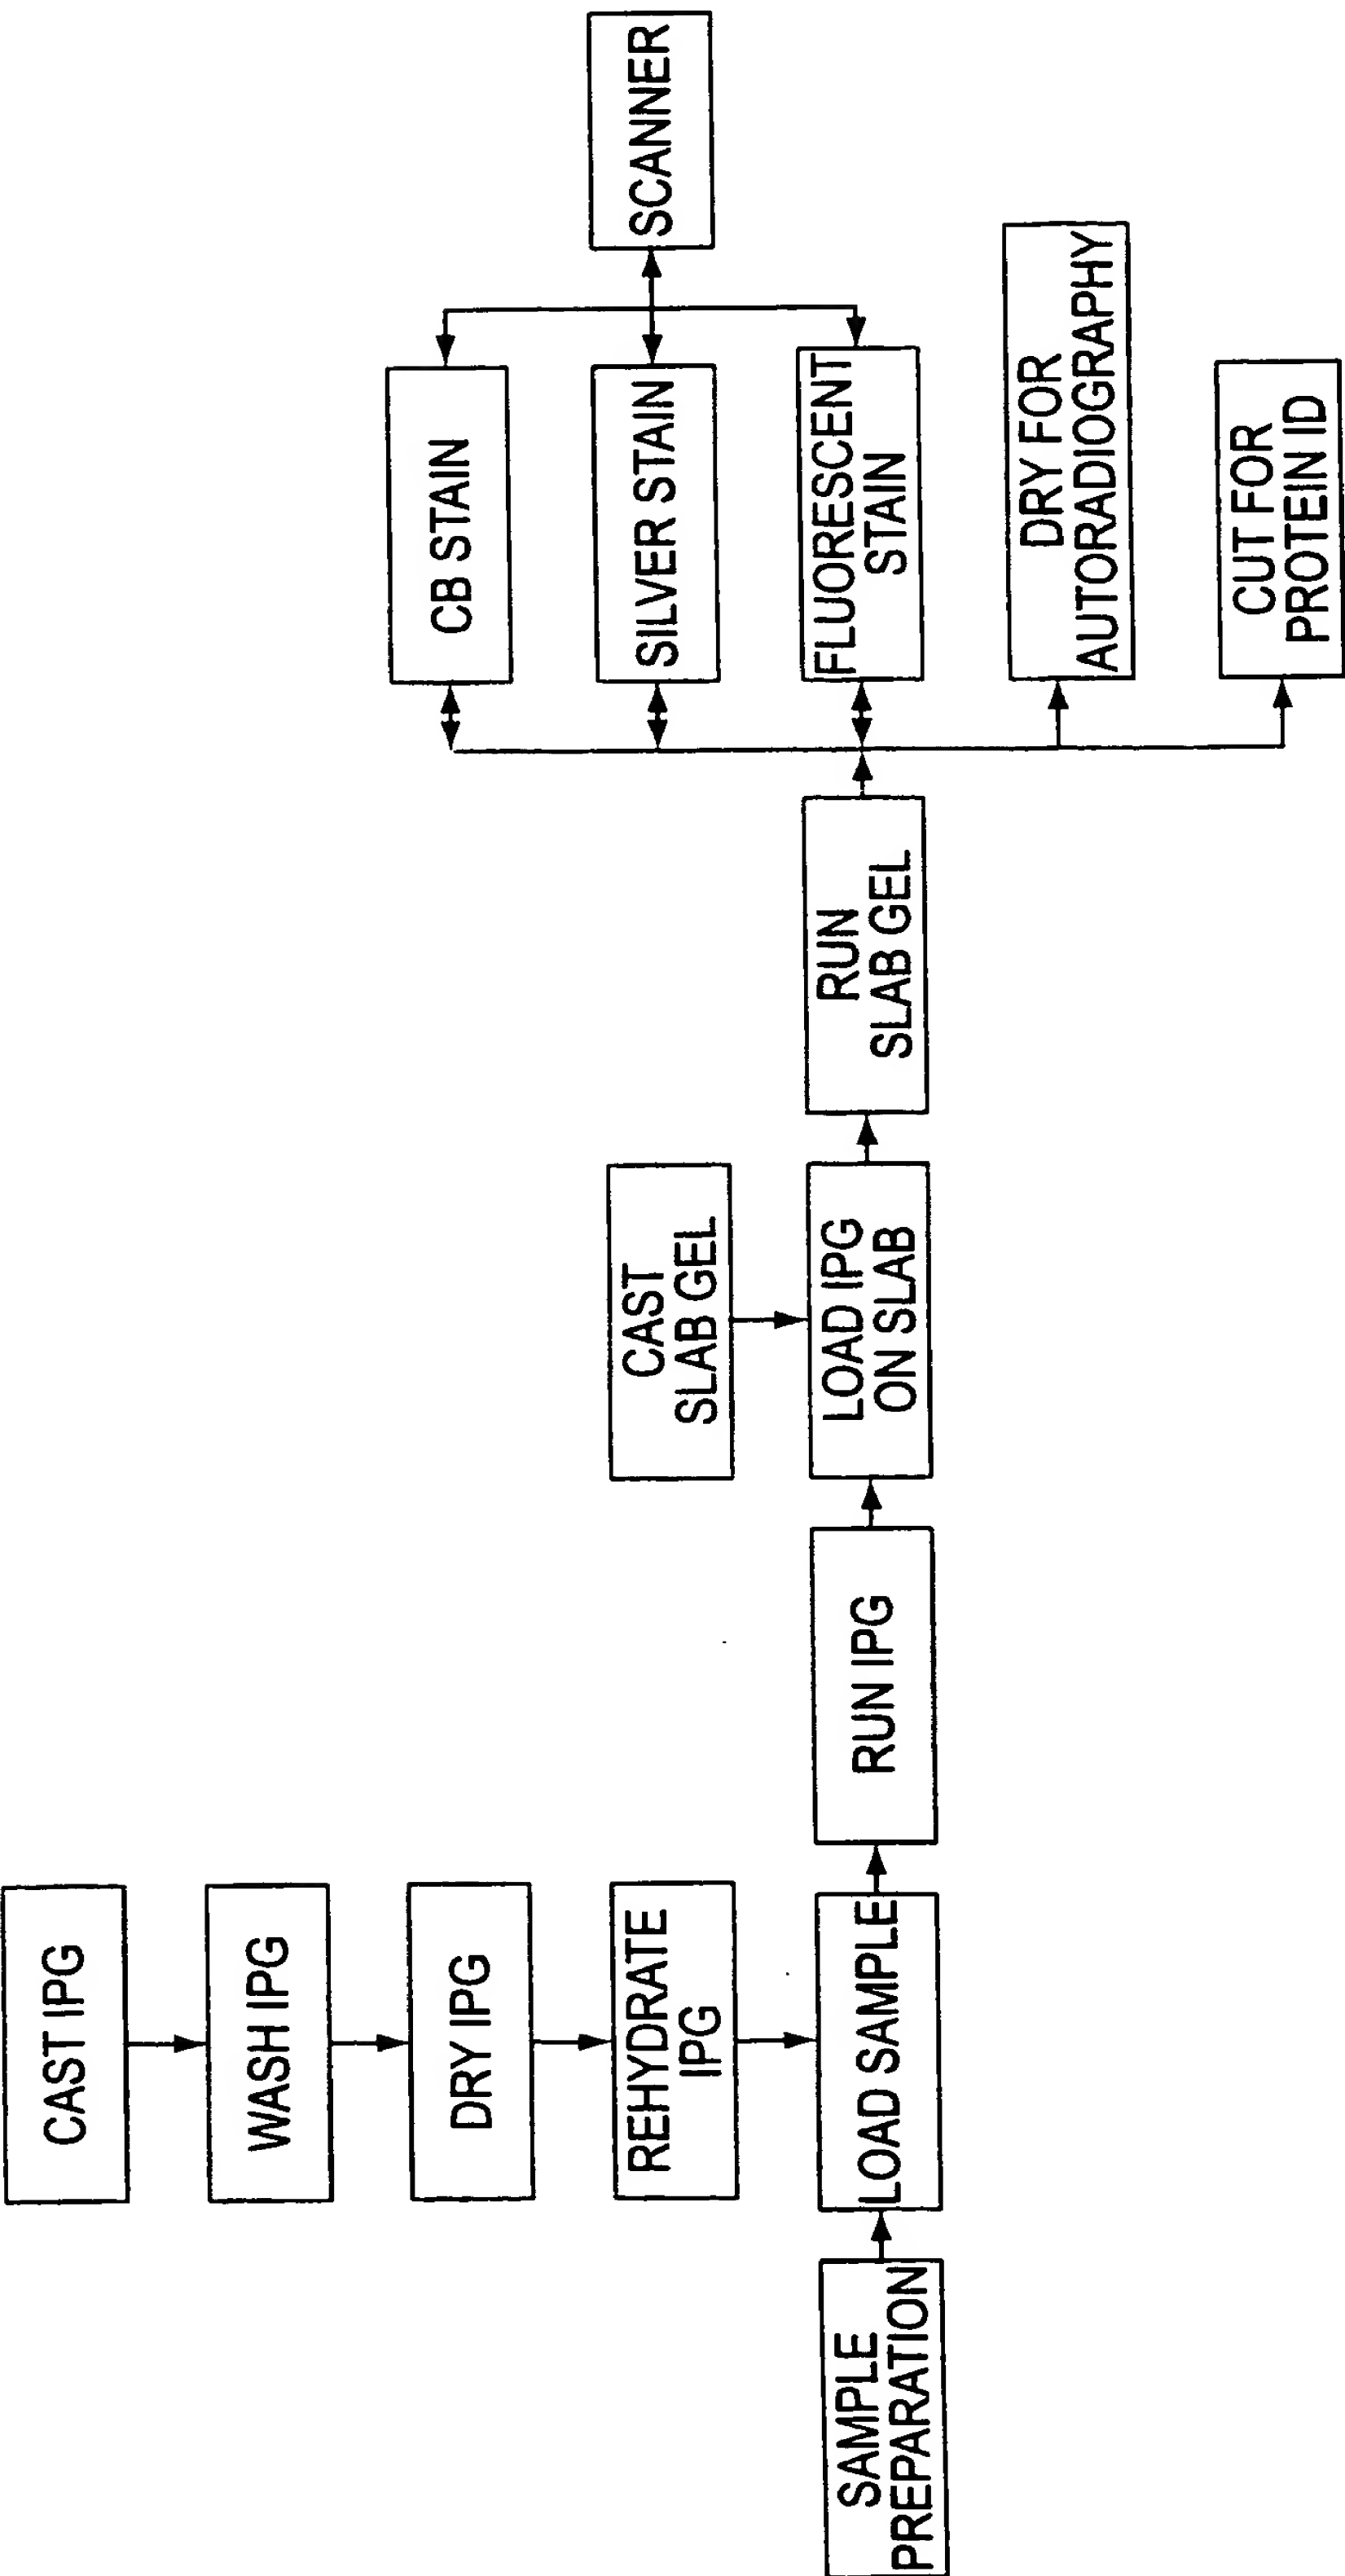 CAST IPG
WASH IPG
DRY IPG
REHYDRATE
IPG
SAMPLE
PREPARATION
LOAD SAMPLE
RUN IPG
CAST
SLAB GEL
LOAD IPG
ON SLAB
RUN
SLAB GEL
CB STAIN
SILVER STAIN
FLUORESCENT
STAIN
DRY FOR
AUTORADIOGRAPHY
CUT FOR
PROTEIN ID
SCANNER